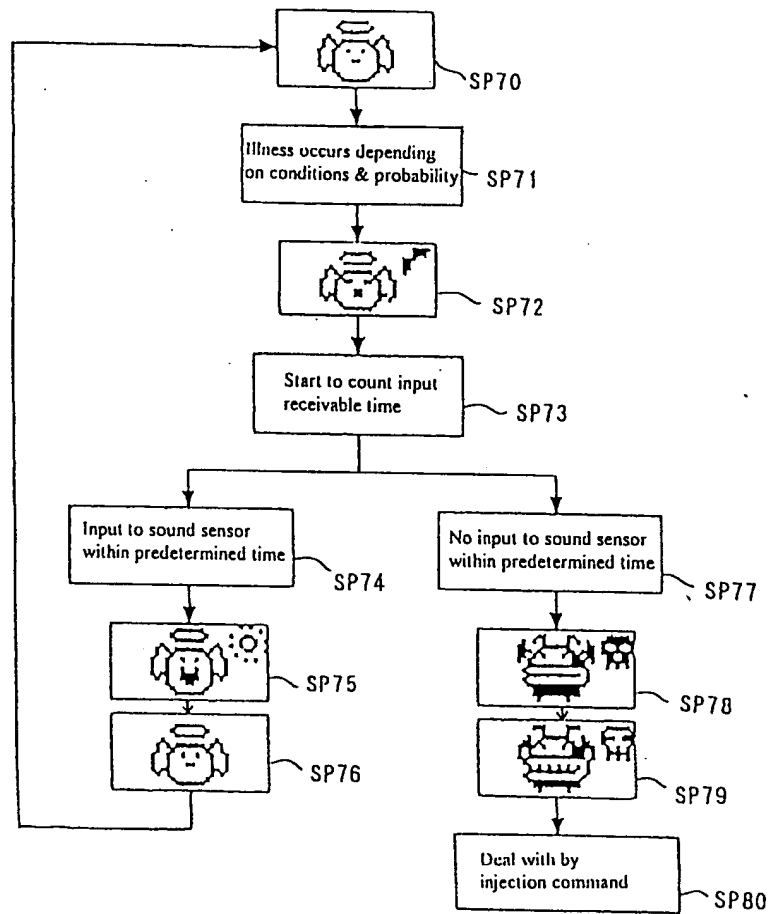 SP70
Illness occurs depending
on conditions & probability
SP71
SP72
Start to count input
receivable time
SP73
Input to sound sensor
within predetermined time
SP74
No input to sound sensor
within predetermined time
SP77
SP75
SP78
SP76
SP79
Deal with by
injection command
SP80